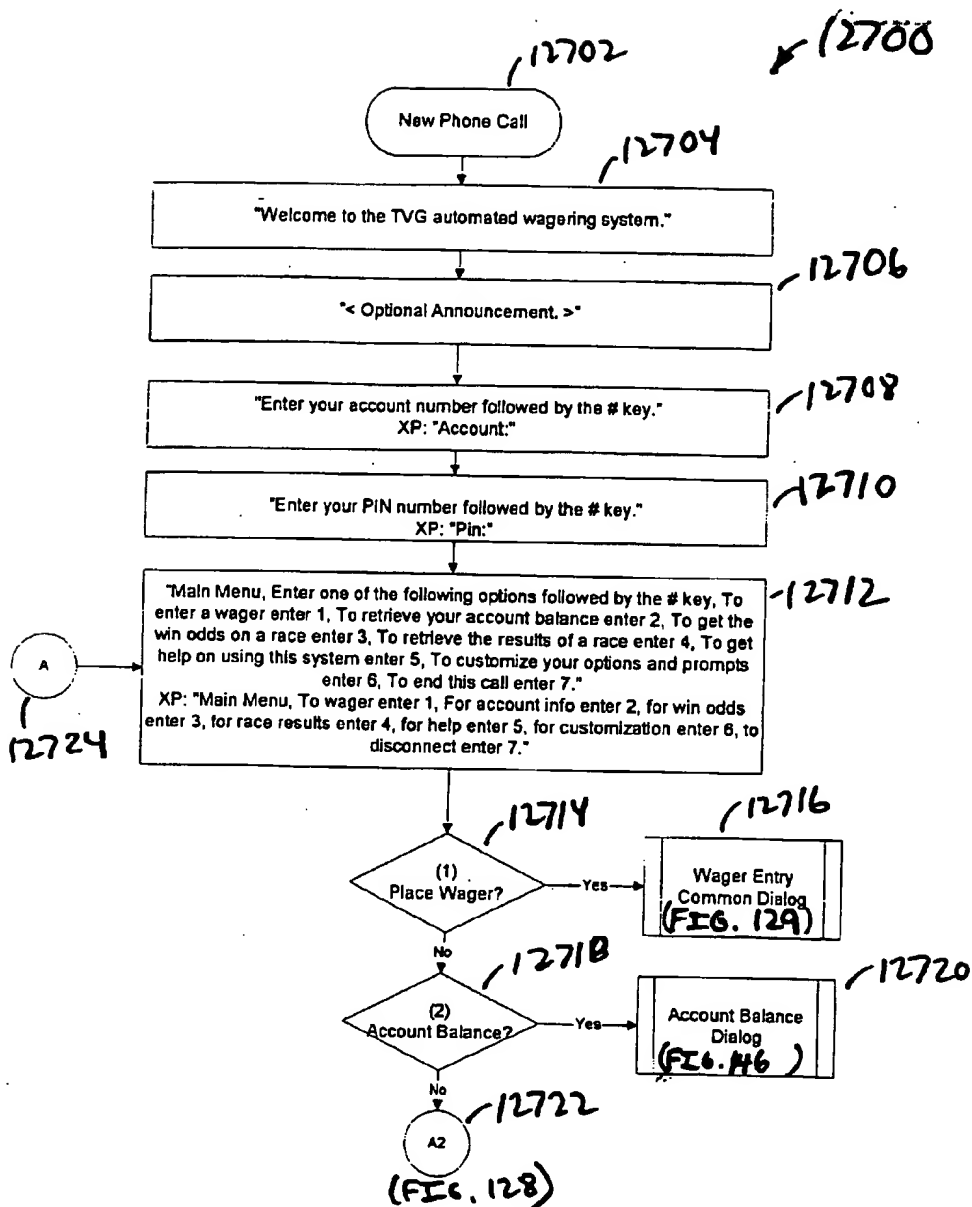 12700
12702
New Phone Call
12704
"Welcome to the TVG automated wagering system."
12706
"< Optional Announcement. >"
12708
"Enter your account number followed by the # key."
XP: "Account:"
12710
"Enter your PIN number followed by the # key."
XP: "Pin:"
12712
"Main Menu, Enter one of the following options followed by the # key, To
enter a wager enter 1, To retrieve your account balance enter 2, To get the
win odds on a race enter 3, To retrieve the results of a race enter 4, To get
help on using this system enter 5, To customize your options and prompts
enter 6, To end this call enter 7."
XP: "Main Menu, To wager enter 1, For account info enter 2, for win odds
enter 3, for race results enter 4, for help enter 5, for customization enter 6, to
disconnect enter 7."
A
12724
12714
(1)
Place Wager?
Yes
12716
Wager Entry
Common Dialog
(FIG. 129)
No
12718
(2)
Account Balance?
Yes
12720
Account Balance
Dialog
(FIG. 146)
No
12722
A2
(FIG. 128)